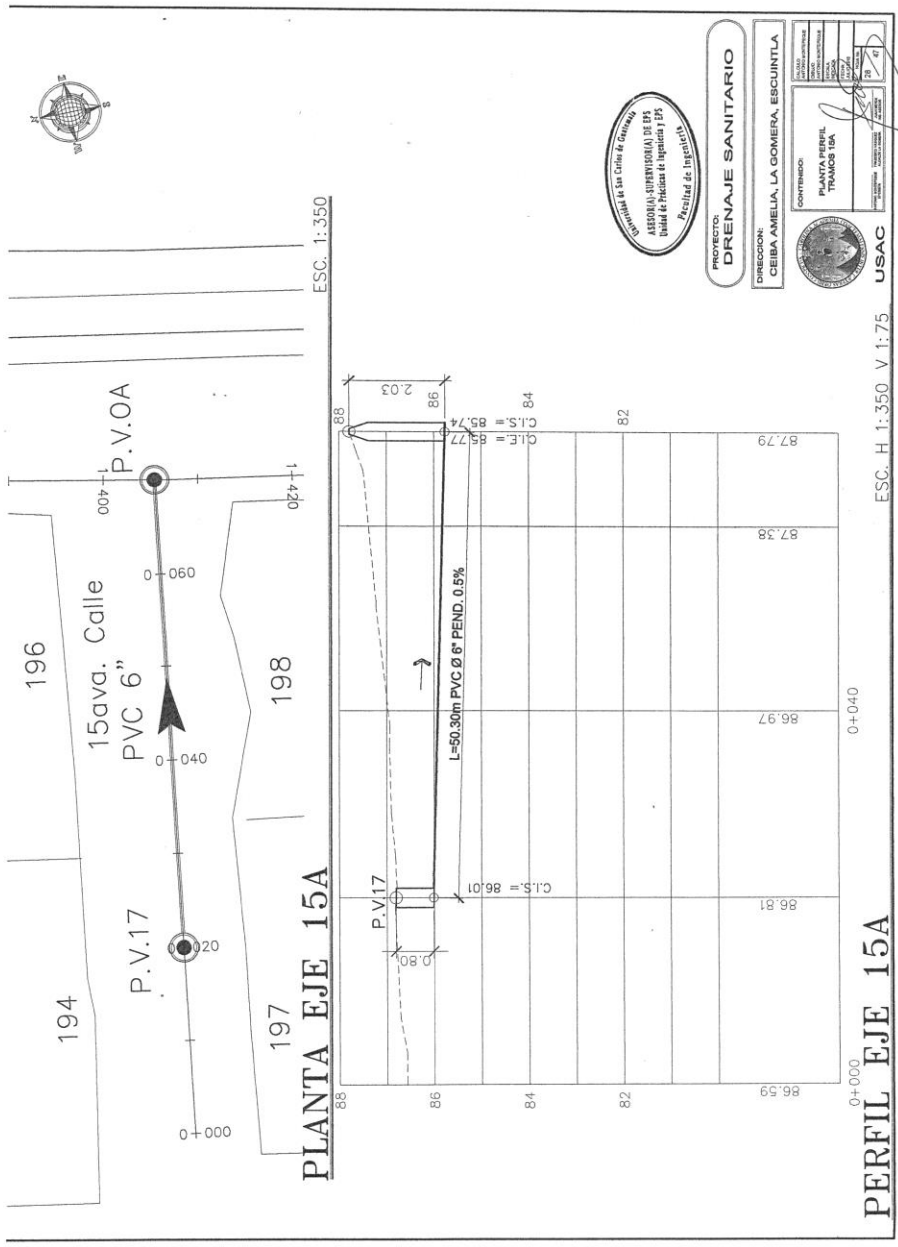 196
194
15ava. Calle
PVC 6"
P.V.17
P.V.0A
0+000
020
0+040
0+060
1+400
1+420
197
198
PLANTA EJE 15A
ESC. 1:350
88
86
84
82
88
86
84
82
P.V.17
0.80
2.03
C.I.S.= 86.01
C.I.E.= 85.77
C.I.S.= 85.74
L=50.30m PVC Ø 6" PEND. 0.5%
86.59
86.81
86.97
87.38
87.79
0+000
0+040
PERFIL EJE 15A
ESC. H 1:350 V 1:75
Universidad de San Carlos de Guatemala
ASESOR(A)-SUPERVISOR(A) DE EPS
Unidad de Prácticas de Ingeniería y EPS
Facultad de Ingeniería
PROYECTO:
DRENAJE SANITARIO
DIRECCION:
CEIBA AMELIA, LA GOMERA, ESCUINTLA
USAC
CONTENIDO:
PLANTA PERFIL
TRAMOS 15A
28
47